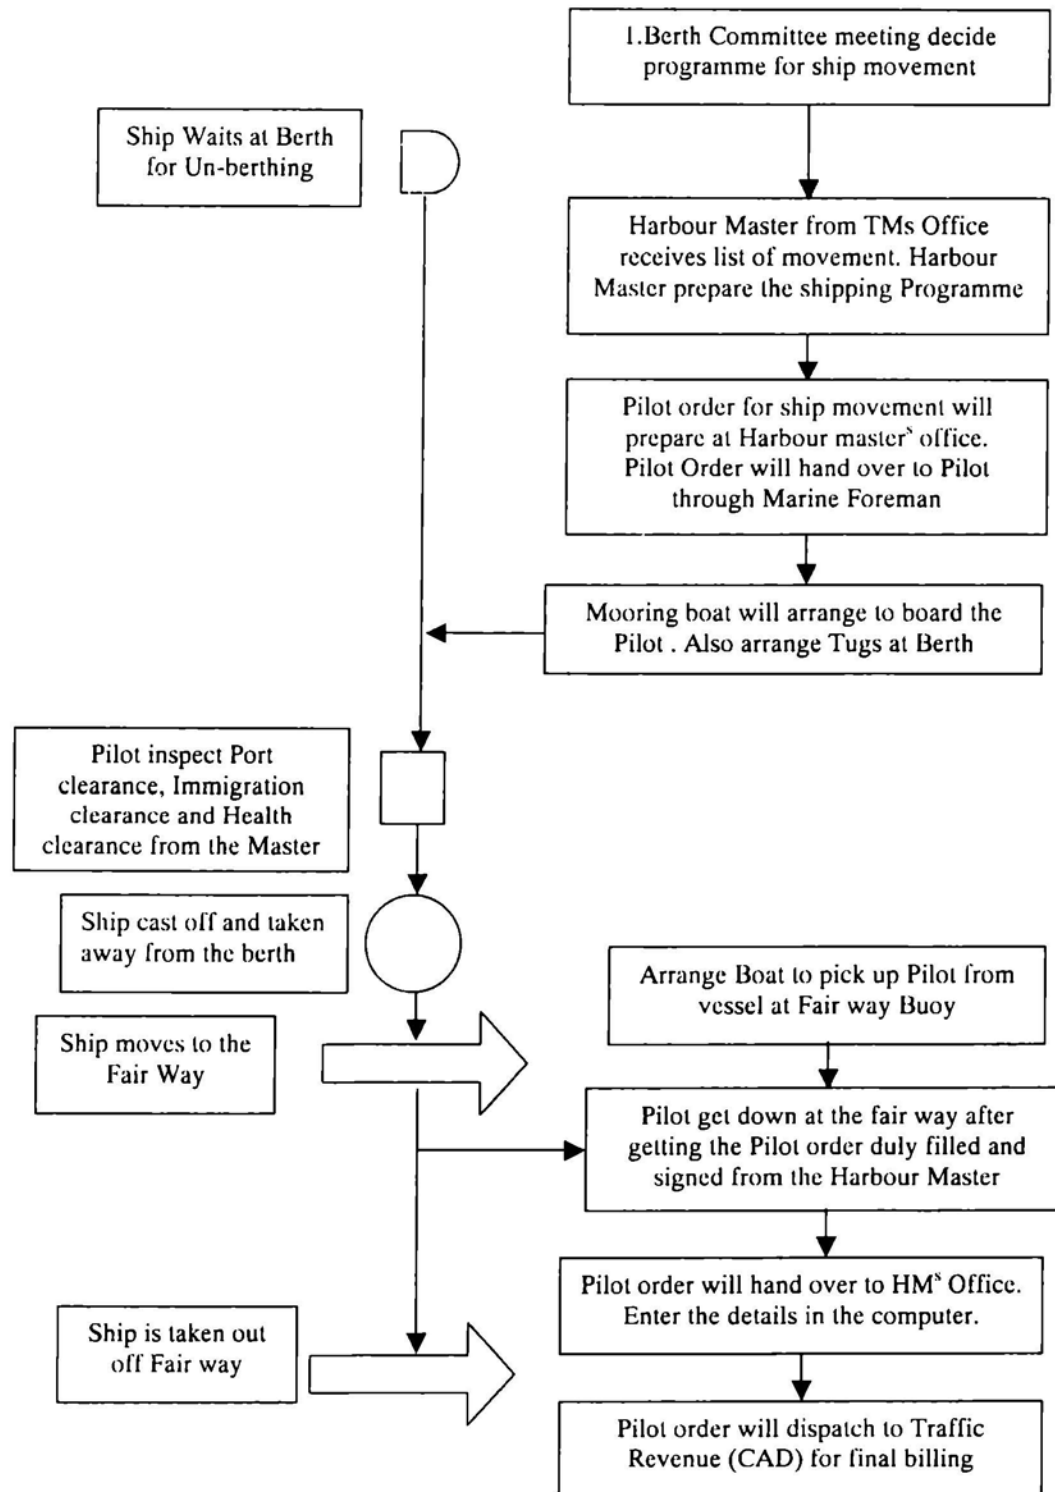 1.Berth Committee meeting decide
programme for ship movement
Ship Waits at Berth
for Un-berthing
Harbour Master from TMs Office
receives list of movement. Harbour
Master prepare the shipping Programme
Pilot order for ship movement will
prepare at Harbour masterˢ office.
Pilot Order will hand over to Pilot
through Marine Foreman
Mooring boat will arrange to board the
Pilot . Also arrange Tugs at Berth
Pilot inspect Port
clearance, Immigration
clearance and Health
clearance from the Master
Ship cast off and taken
away from the berth
Arrange Boat to pick up Pilot from
vessel at Fair way Buoy
Ship moves to the
Fair Way
Pilot get down at the fair way after
getting the Pilot order duly filled and
signed from the Harbour Master
Pilot order will hand over to HMˢ Office.
Enter the details in the computer.
Ship is taken out
off Fair way
Pilot order will dispatch to Traffic
Revenue (CAD) for final billing